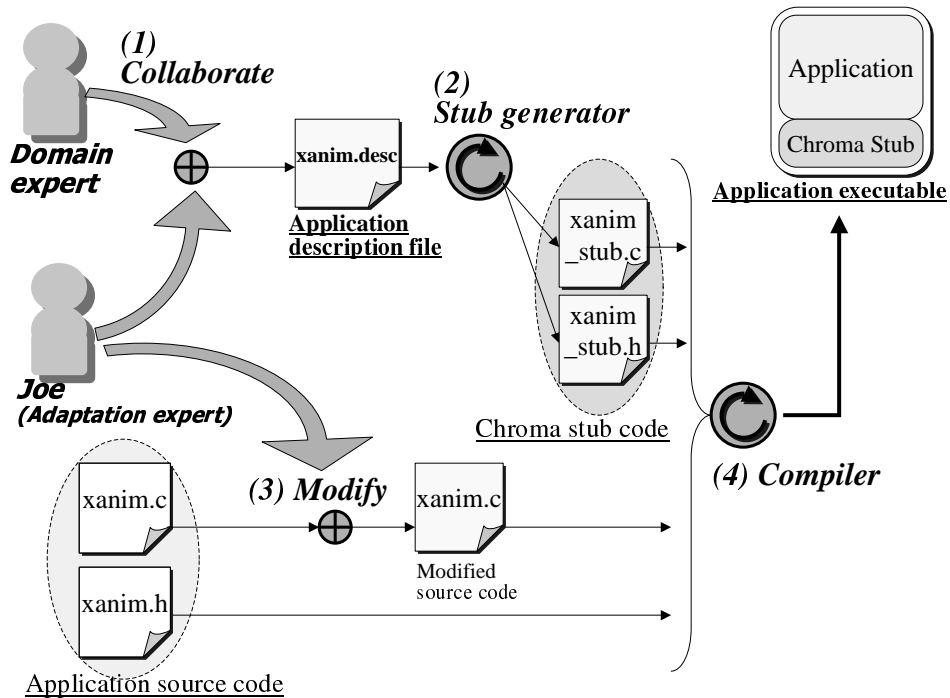 (1)
Collaborate
Domain
expert
xanim.desc
Application
description file
(2)
Stub generator
xanim
_stub.c
xanim
_stub.h
Chroma stub code
Application
Chroma Stub
Application executable
Joe
(Adaptation expert)
(3) Modify
xanim.c
xanim.c
Modified
source code
xanim.h
Application source code
(4) Compiler